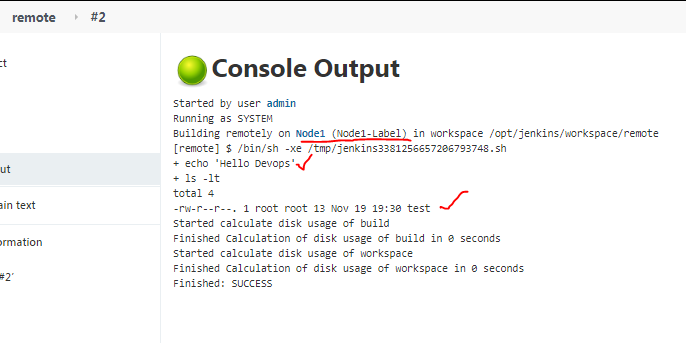 remote › #2
ct
Console Output
Started by user admin
Running as SYSTEM
Building remotely on Node1 (Node1-Label) in workspace /opt/jenkins/workspace/remote
[remote] $ /bin/sh -xe /tmp/jenkins3381256657206793748.sh
+ echo 'Hello Devops'
+ ls -lt
ut
total 4
ain text
-rw-r--r--. 1 root root 13 Nov 19 19:30 test
Started calculate disk usage of build
Finished Calculation of disk usage of build in 0 seconds
ormation
Started calculate disk usage of workspace
Finished Calculation of disk usage of workspace in 0 seconds
#2'
Finished: SUCCESS